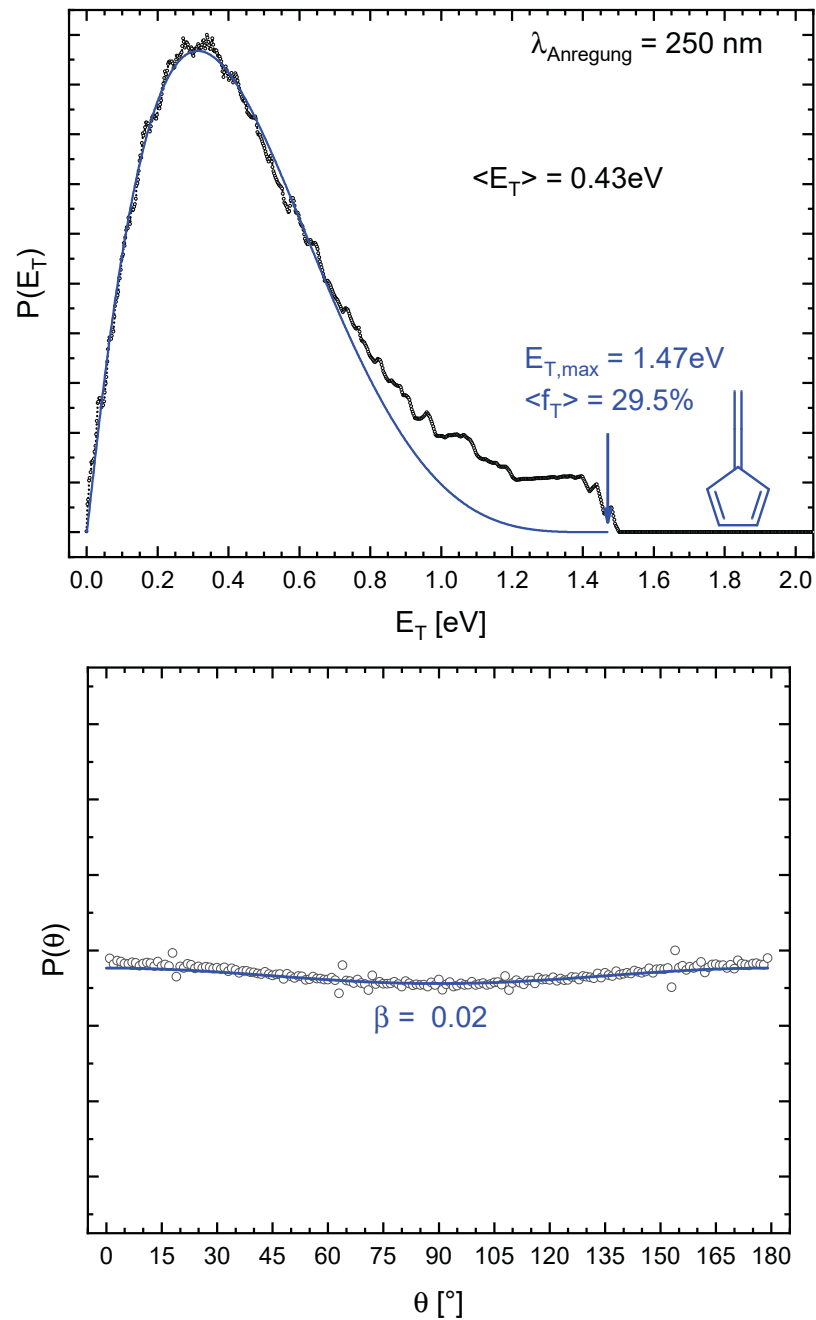 λAnregung = 250 nm
<ET> = 0.43eV
P(ET)
ET,max = 1.47eV
<fT> = 29.5%
0.0 0.2 0.4 0.6 0.8 1.0 1.2 1.4 1.6 1.8 2.0
ET [eV]
P(θ)
β = 0.02
0 15 30 45 60 75 90 105 120 135 150 165 180
θ [°]